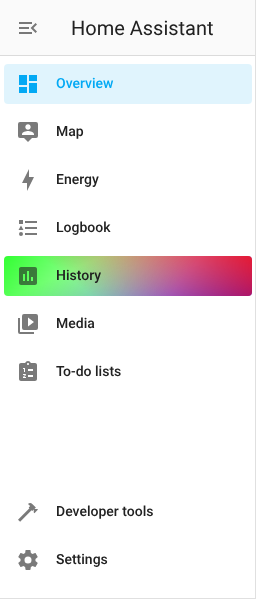 Home Assistant
Overview
Map
Energy
Logbook
History
Media
To-do lists
Developer tools
Settings